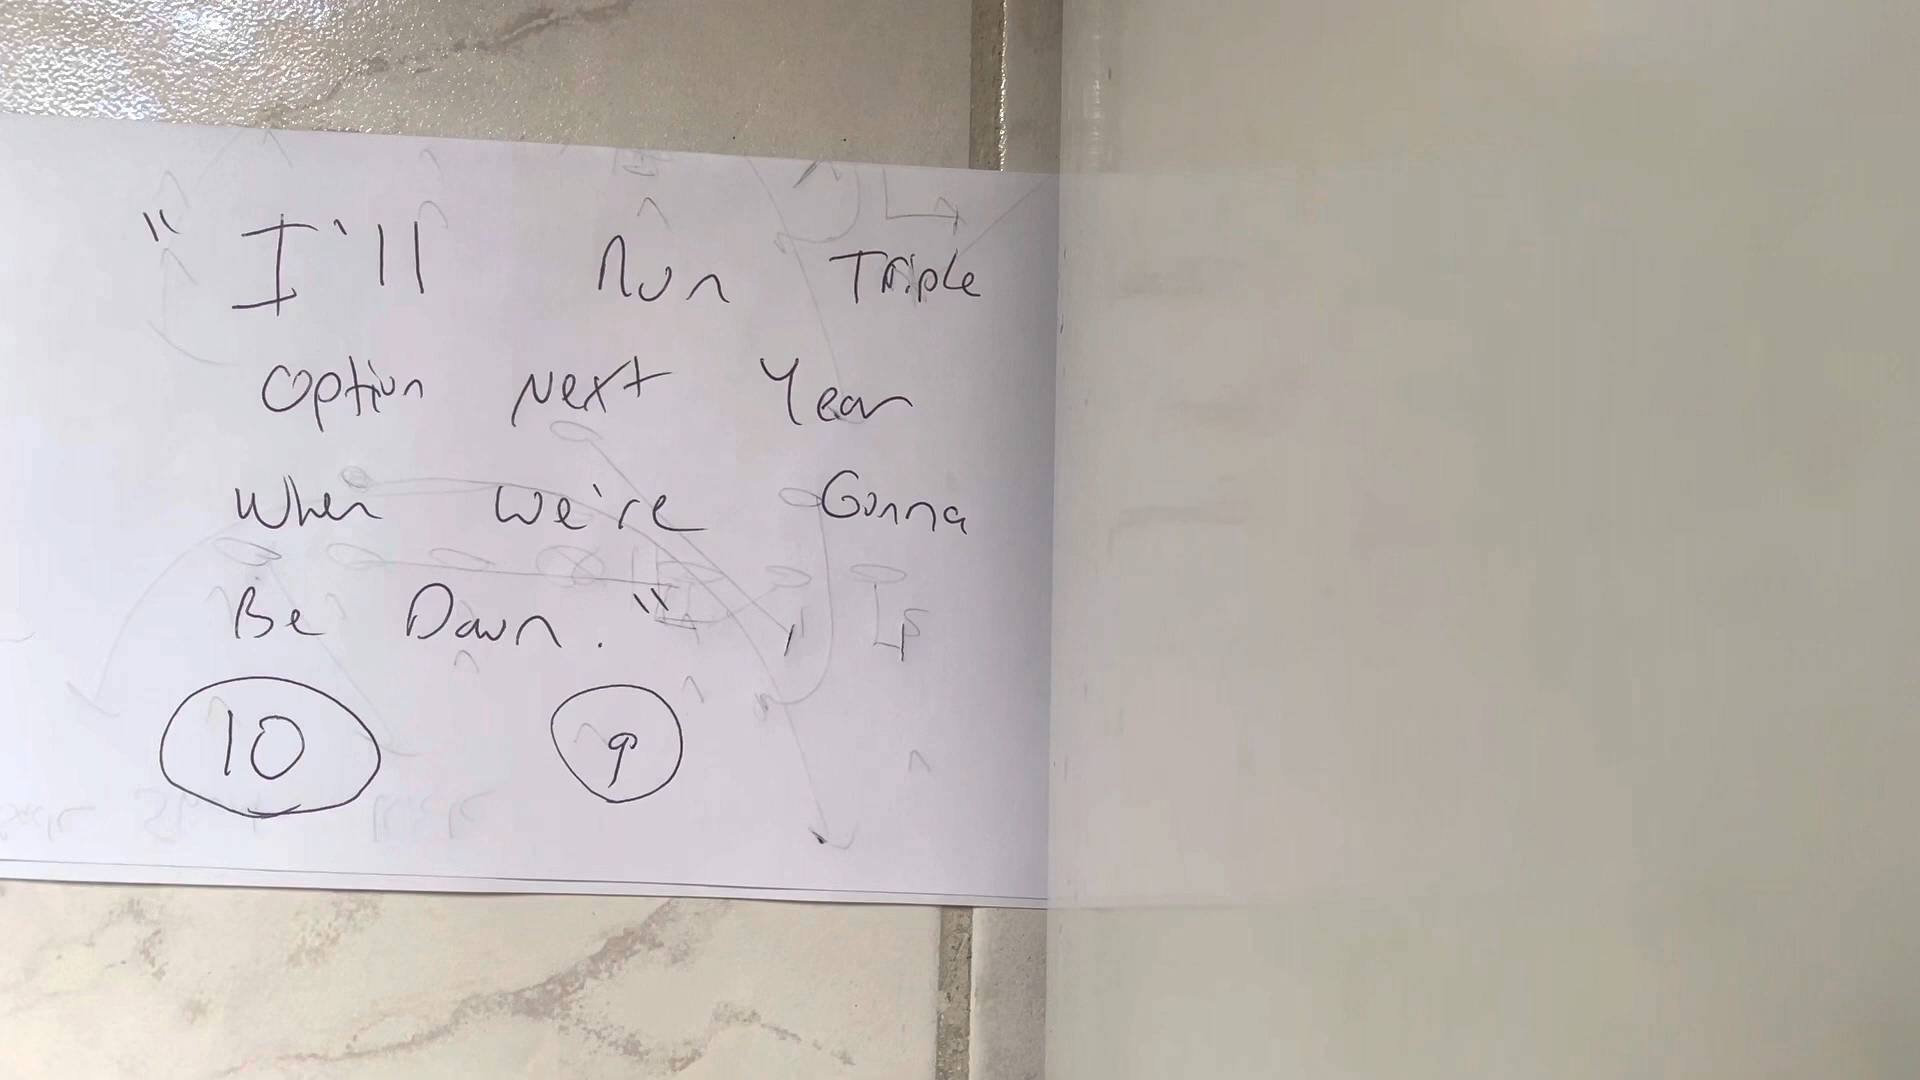 "I'll Run Triple
option Next Year
When We're Gonna
Be Down."
10 9